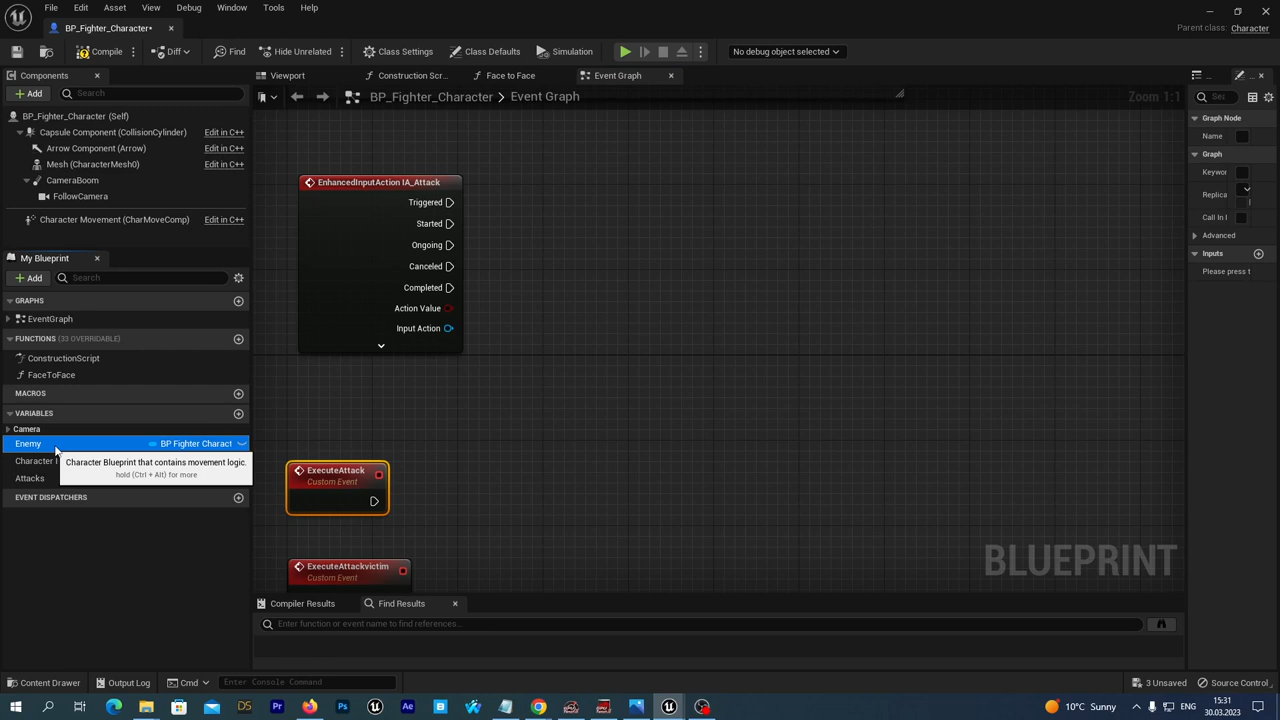 File Edit Asset View Debug Window Tools Help
BP_Fighter_Character*
Parent class: Character
Compile Diff Find Hide Unrelated Class Settings Class Defaults Simulation No debug object selected
Components
Viewport Construction Scr... Face to Face Event Graph
Add Search
BP_Fighter_Character > Event Graph
Zoom 1:1
BP_Fighter_Character (Self)
Capsule Component (CollisionCylinder) Edit in C++
Arrow Component (Arrow) Edit in C++
Mesh (CharacterMesh0) Edit in C++
CameraBoom
FollowCamera
Character Movement (CharMoveComp) Edit in C++
My Blueprint
Add Search
GRAPHS
EventGraph
FUNCTIONS (33 OVERRIDABLE)
ConstructionScript
FaceToFace
MACROS
VARIABLES
Camera
Enemy BP Fighter Charact
Character
Attacks
Character Blueprint that contains movement logic.
hold (Ctrl + Alt) for more
EVENT DISPATCHERS
EnhancedInputAction IA_Attack
Triggered
Started
Ongoing
Canceled
Completed
Action Value
Input Action
ExecuteAttack
Custom Event
ExecuteAttackvictim
Custom Event
BLUEPRINT
Graph Node
Name
Graph
Keywor
Replica
Call In
Advanced
Inputs
Please press t
Compiler Results Find Results
Enter function or event name to find references...
Content Drawer Output Log Cmd Enter Console Command
3 Unsaved Source Control
10°C Sunny
15:31
30.03.2023